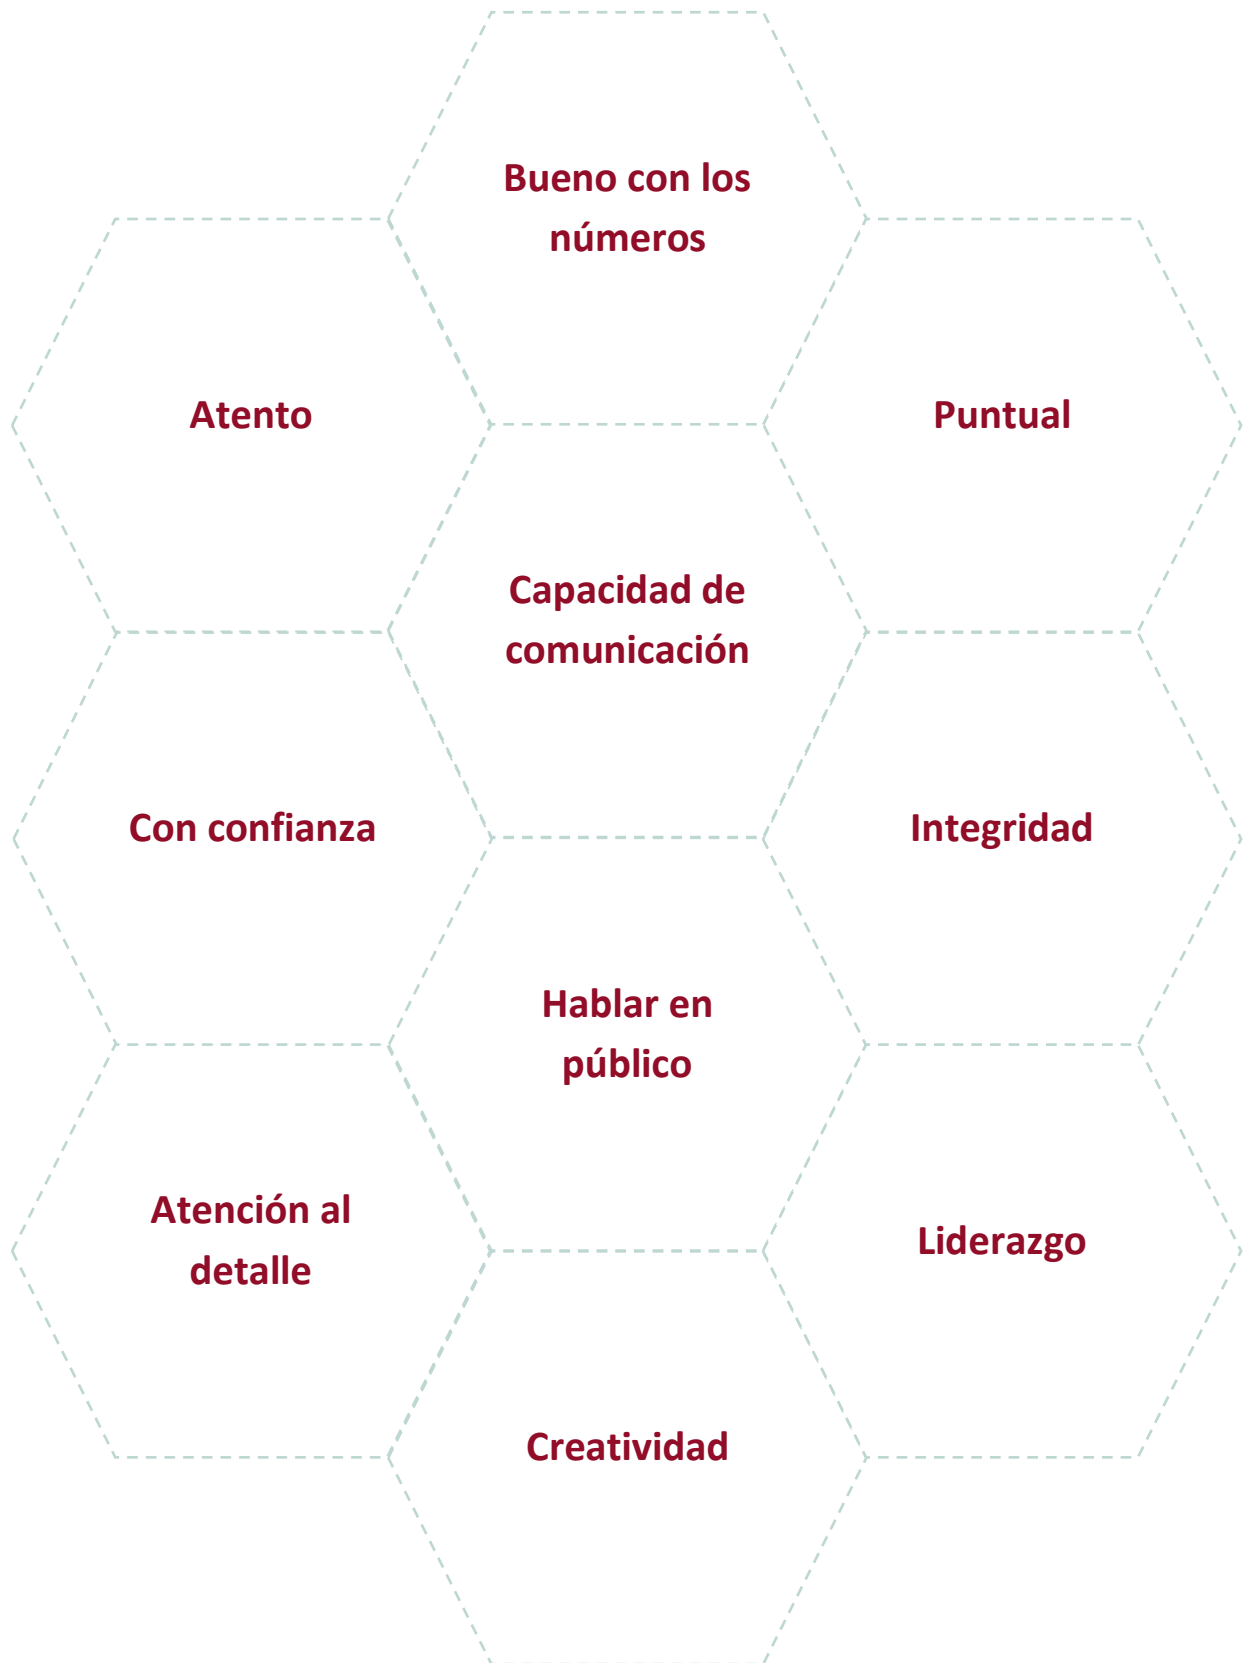 Bueno con los
números
Atento
Puntual
Capacidad de
comunicación
Con confianza
Integridad
Hablar en
público
Atención al
detalle
Liderazgo
Creatividad